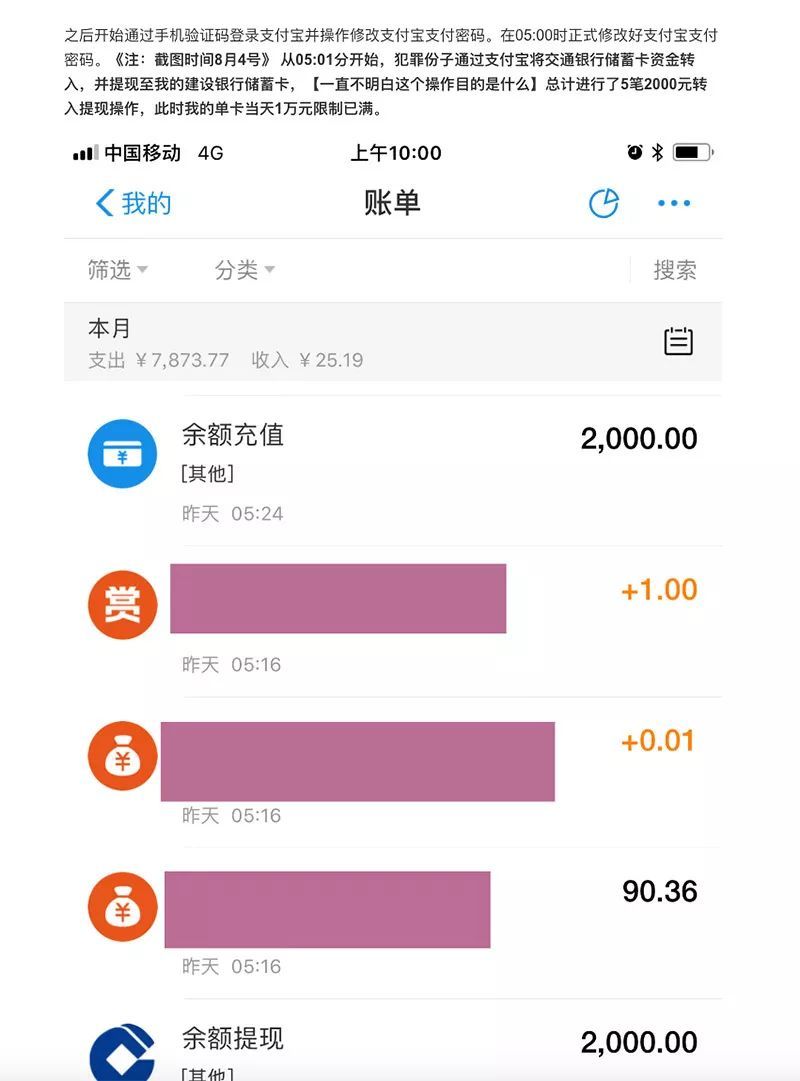 之后开始通过手机验证码登录支付宝并操作修改支付宝支付密码。在05:00时正式修改好支付宝支付
密码。《注：截图时间8月4号》 从05:01分开始，犯罪份子通过支付宝将交通银行储蓄卡资金转
入，并提现至我的建设银行储蓄卡，【一直不明白这个操作目的是什么】总计进行了5笔2000元转
入提现操作，此时我的单卡当天1万元限制已满。
中国移动 4G 上午10:00
我的 账单
筛选 分类 搜索
本月
支出 ￥7,873.77 收入 ￥25.19
余额充值 2,000.00
[其他]
昨天 05:24
赏 +1.00
昨天 05:16
¥ +0.01
昨天 05:16
¥ 90.36
昨天 05:16
余额提现 2,000.00
[其他]